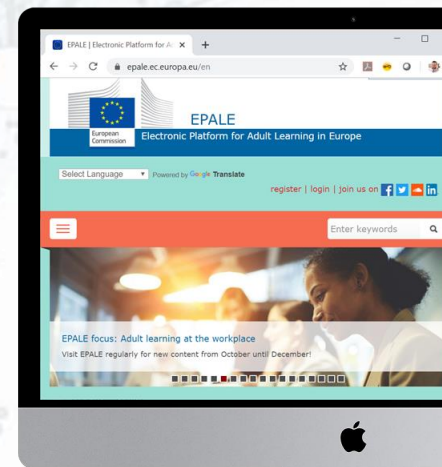 EPALE | Electronic Platform for A
epale.ec.europa.eu/en
European
Commission
EPALE
Electronic Platform for Adult Learning in Europe
Select Language
Powered by Google Translate
register | login | join us on
Enter keywords
EPALE focus: Adult learning at the workplace
Visit EPALE regularly for new content from October until December!